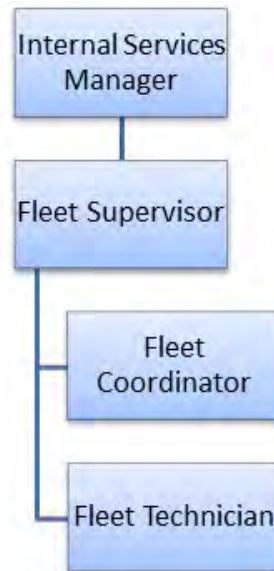 Internal Services
Manager
Fleet Supervisor
Fleet
Coordinator
Fleet Technician